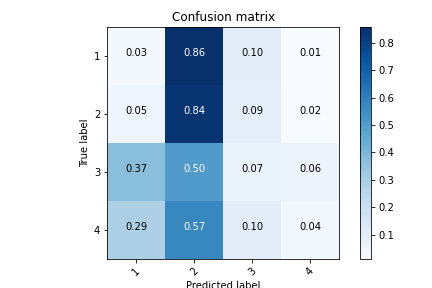 Confusion matrix
1 0.03 0.86 0.10 0.01
2 0.05 0.84 0.09 0.02
3 0.37 0.50 0.07 0.06
4 0.29 0.57 0.10 0.04
1 2 3 4
True label
Predicted label
0.8
0.7
0.6
0.5
0.4
0.3
0.2
0.1